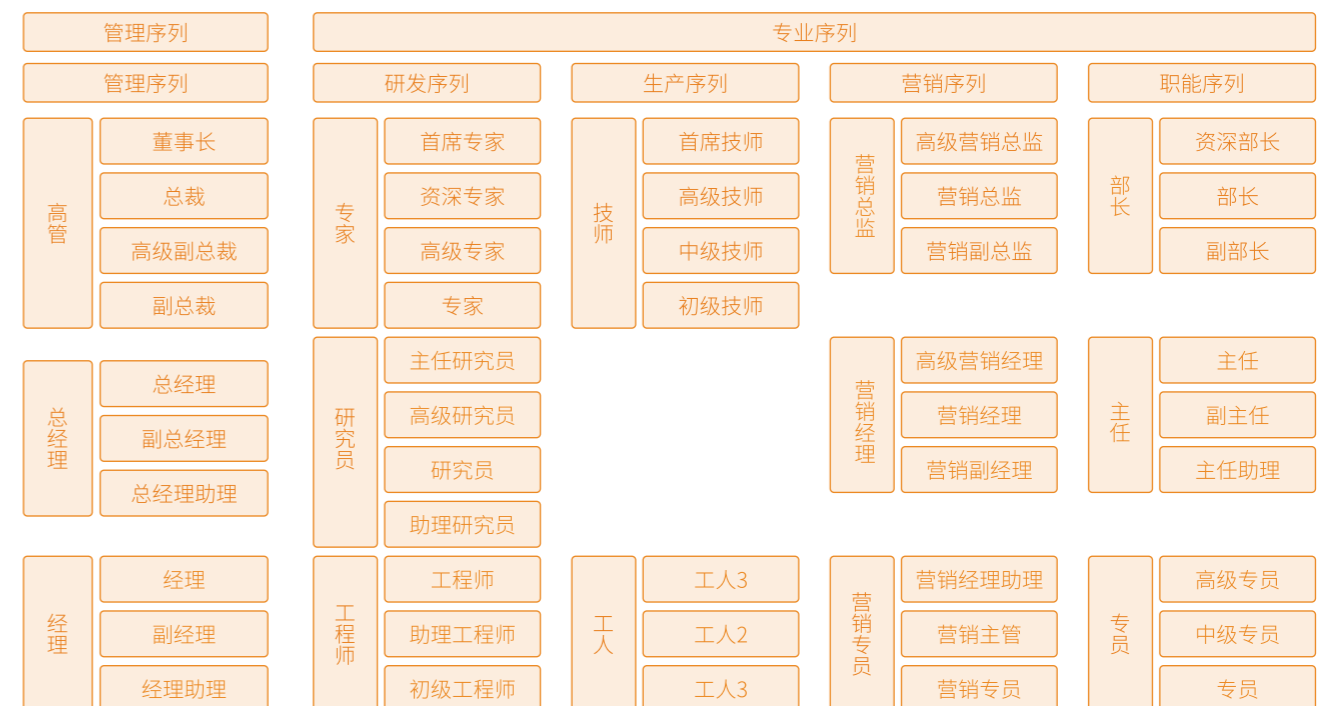 管理序列
专业序列
管理序列
研发序列
生产序列
营销序列
职能序列
高管
董事长
总裁
高级副总裁
副总裁
总经理
总经理
副总经理
总经理助理
经理
经理
副经理
经理助理
专家
首席专家
资深专家
高级专家
专家
研究员
主任研究员
高级研究员
研究员
助理研究员
工程师
工程师
助理工程师
初级工程师
技师
首席技师
高级技师
中级技师
初级技师
工人
工人3
工人2
工人3
营销总监
高级营销总监
营销总监
营销副总监
营销经理
高级营销经理
营销经理
营销副经理
营销专员
营销经理助理
营销主管
营销专员
部长
资深部长
部长
副部长
主任
主任
副主任
主任助理
专员
高级专员
中级专员
专员